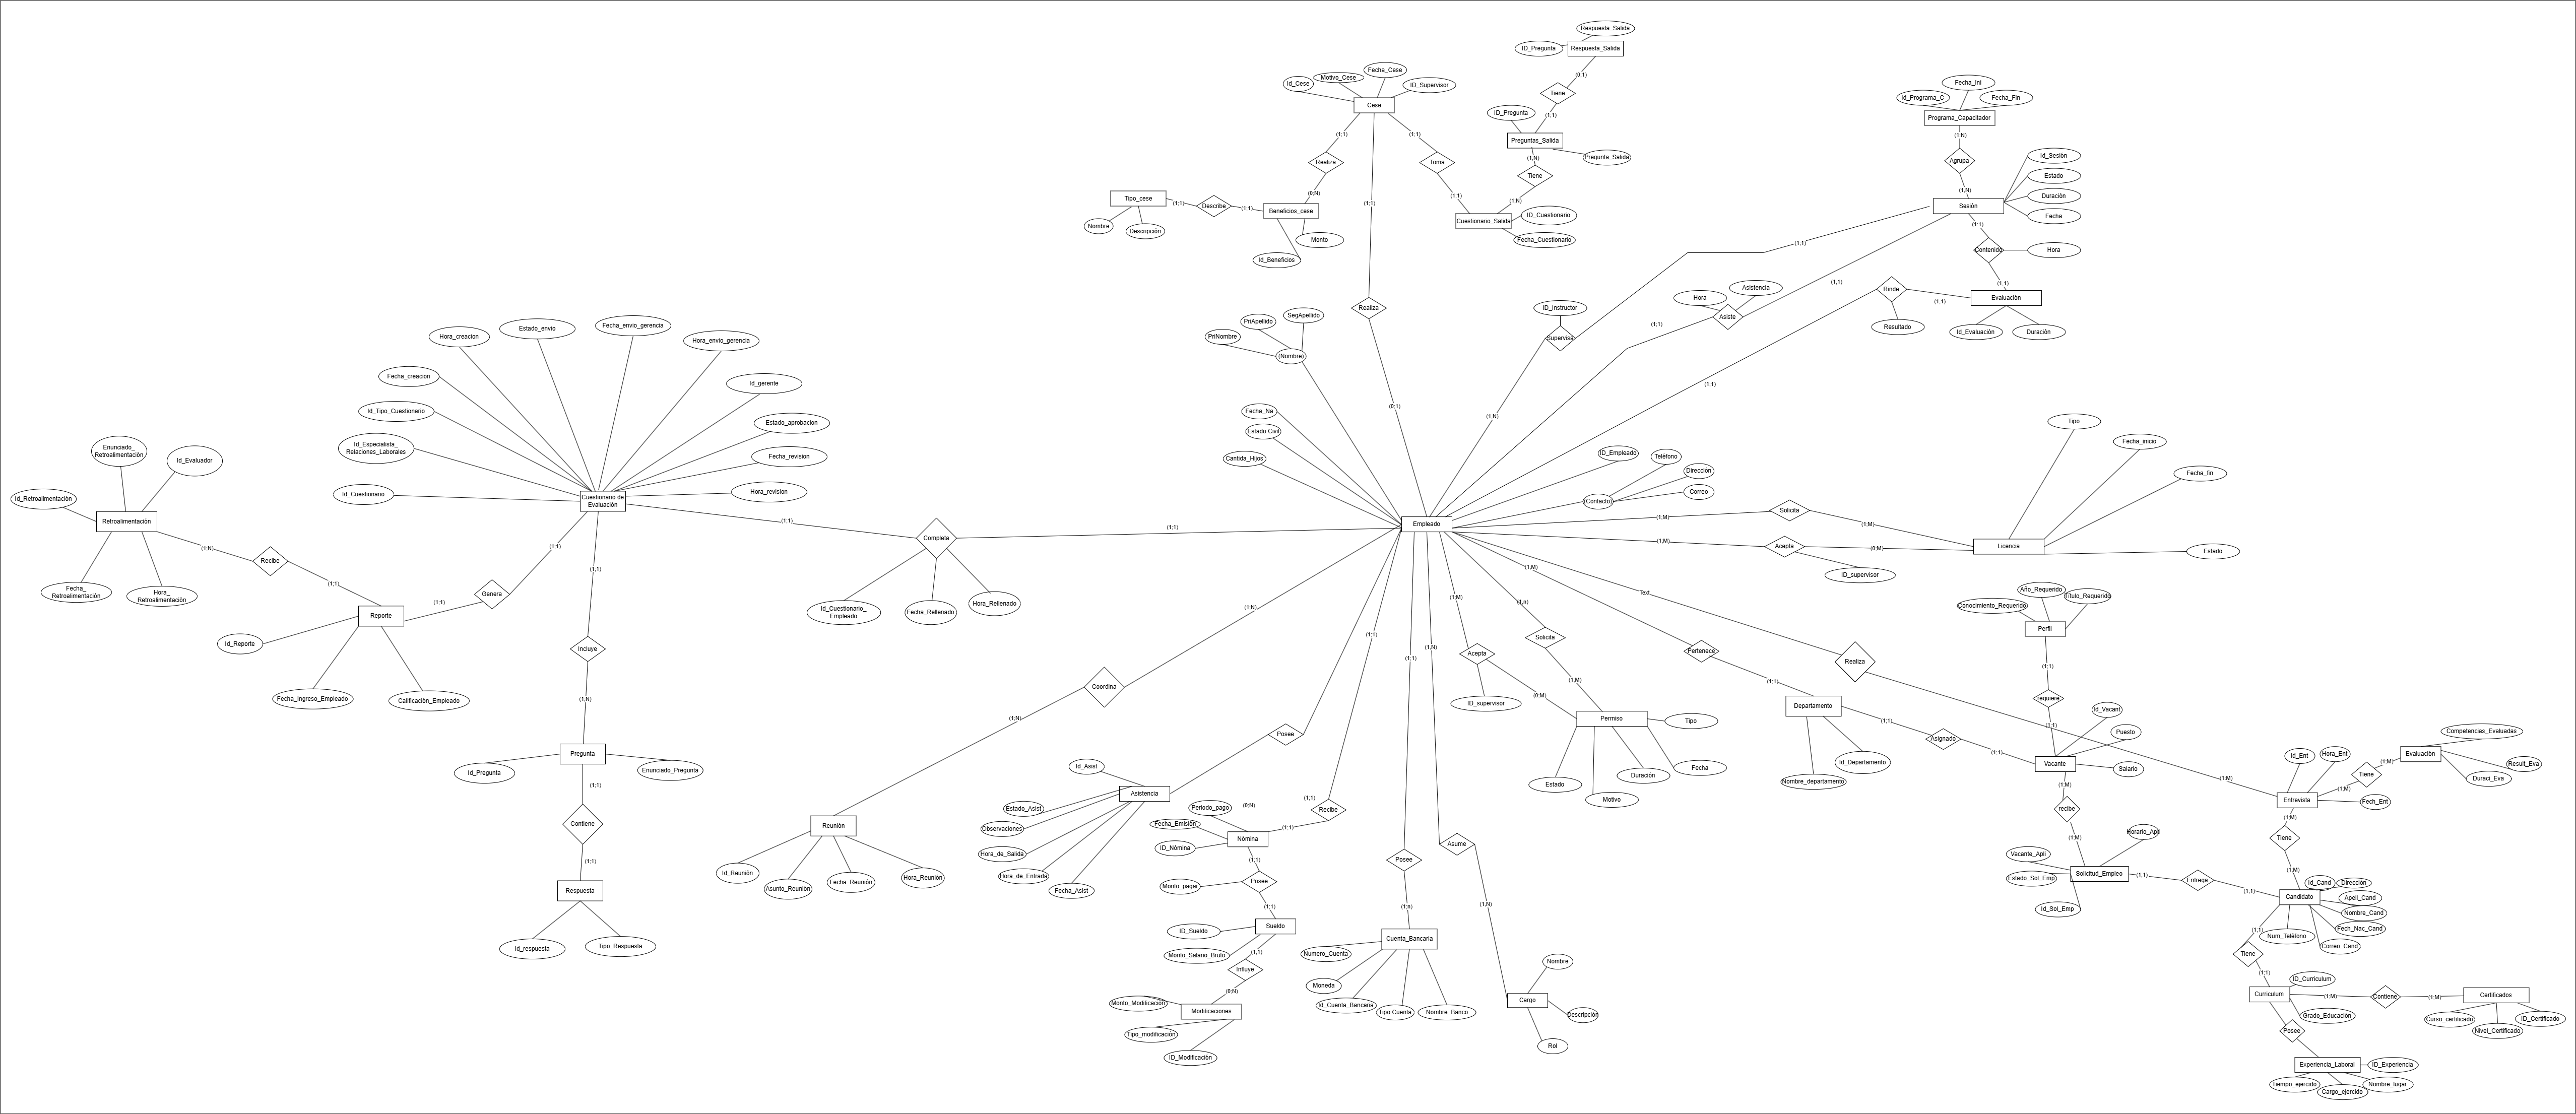 Respuesta_Salida
ID_Pregunta
Respuesta_Salida
(0;1)
Tiene
(1;1)
ID_Pregunta
Preguntas_Salida
Pregunta_Salida
(1;N)
Tiene
(1;N)
Cuestionario_Salida
ID_Cuestionario
Fecha_Cuestionario
Id_Cese
Motivo_Cese
Fecha_Cese
ID_Supervisor
Cese
(1;1)
(1;1)
Realiza
Toma
(1;1)
(0;N)
(1;1)
Tipo_cese
Nombre
Descripción
(1;1)
Describe
(1;1)
Beneficios_cese
Monto
Id_Beneficios
Realiza
(0;1)
Fecha_Ini
Id_Programa_C
Fecha_Fin
Programa_Capacitador
(1;N)
Agrupa
(1;N)
Sesión
Id_Sesión
Estado
Duración
Fecha
(1;1)
Contenido
Hora
(1;1)
Evaluación
Id_Evaluación
Duración
Rinde
(1;1)
Resultado
(1;1)
Hora
Asistencia
Asiste
(1;1)
(1;1)
ID_Instructor
Supervisa
(1;1)
(1;N)
PriNombre
PriApellido
SegApellido
(Nombre)
Fecha_Na
Estado Civil
Cantida_Hijos
ID_Empleado
Teléfono
Dirección
Correo
(Contacto)
Empleado
(1,M)
Solicita
(1,M)
(1,M)
Acepta
(0,M)
ID_supervisor
Licencia
Tipo
Fecha_inicio
Fecha_fin
Estado
Hora_creacion
Estado_envio
Fecha_envio_gerencia
Hora_envio_gerencia
Fecha_creacion
Id_gerente
Id_Tipo_Cuestionario
Estado_aprobacion
Id_Especialista_
Relaciones_Laborales
Fecha_revision
Id_Cuestionario
Hora_revision
Cuestionario de
Evaluación
(1;1)
Completa
(1;1)
Id_Cuestionario_
Empleado
Fecha_Rellenado
Hora_Rellenado
Enunciado_
Retroalimentación
Id_Evaluador
Id_Retroalimentación
Retroalimentación
Fecha_
Retroalimentación
Hora_
Retroalimentación
(1;N)
Recibe
(1;1)
Reporte
Id_Reporte
Fecha_Ingreso_Empleado
Calificación_Empleado
(1;1)
Genera
(1;1)
(1;1)
Incluye
(1;N)
Pregunta
Id_Pregunta
Enunciado_Pregunta
(1;1)
Contiene
(1;1)
Respuesta
Id_respuesta
Tipo_Respuesta
(1;N)
Coordina
(1;N)
Reunión
Id_Reunión
Asunto_Reunión
Fecha_Reunión
Hora_Reunión
Posee
Id_Asist
Asistencia
Estado_Asist
Observaciones
Hora_de_Salida
Hora_de_Entrada
Fecha_Asist
(0;N)
(1;1)
(1;1)
Recibe
(1;1)
Periodo_pago
Fecha_Emisión
ID_Nómina
Nómina
(1;1)
Monto_pagar
Posee
(1;1)
Sueldo
ID_Sueldo
Monto_Salario_Bruto
(1;1)
Influye
(0;N)
Monto_Modificación
Modificaciones
Tipo_modificación
ID_Modificación
(1;1)
Posee
(1;n)
Cuenta_Bancaria
Numero_Cuenta
Moneda
Id_Cuenta_Bancaria
Tipo Cuenta
Nombre_Banco
(1;N)
Asume
(1;N)
Nombre
Cargo
Descripción
Rol
(1,M)
Acepta
ID_supervisor
(0;M)
(1;n)
Solicita
(1,M)
Permiso
Tipo
Estado
Motivo
Duración
Fecha
(1,M)
Pertenece
(1;1)
Departamento
Nombre_departamento
Id_Departamento
(1;1)
Asignado
(1;1)
Text
Realiza
(1;M)
Año_Requerido
Conocimiento_Requerido
Título_Requerido
Perfil
(1;1)
requiere
(1;1)
Id_Vacant
Puesto
Salario
Vacante
(1,M)
recibe
(1,M)
Horario_Apli
Vacante_Apli
Estado_Sol_Emp
Id_Sol_Emp
Solicitud_Empleo
(1;1)
Entrega
(1;1)
Competencias_Evaluadas
Evaluación
Result_Eva
Duraci_Eva
(1,M)
Tiene
(1,M)
Id_Ent
Hora_Ent
Entrevista
Fech_Ent
(1,M)
Tiene
(1,M)
Id_Cand
Dirección
Candidato
Apell_Cand
Nombre_Cand
Fech_Nac_Cand
Num_Teléfono
Correo_Cand
(1;1)
Tiene
(1;1)
ID_Curriculum
Curriculum
Grado_Educación
(1,M)
Contiene
(1,M)
Certificados
Curso_certificado
Nivel_Certificado
ID_Certificado
Posee
Experiencia_Laboral
ID_Experiencia
Tiempo_ejercido
Cargo_ejercido
Nombre_lugar